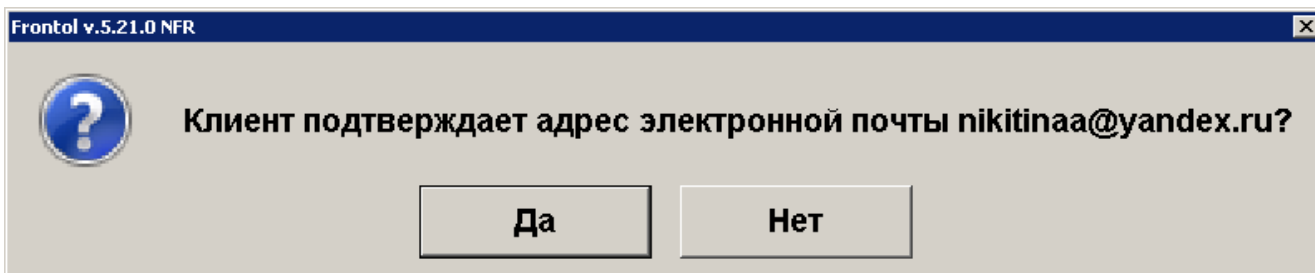 Frontol v.5.21.0 NFR
Клиент подтверждает адрес электронной почты nikitinaa@yandex.ru?
Да
Нет